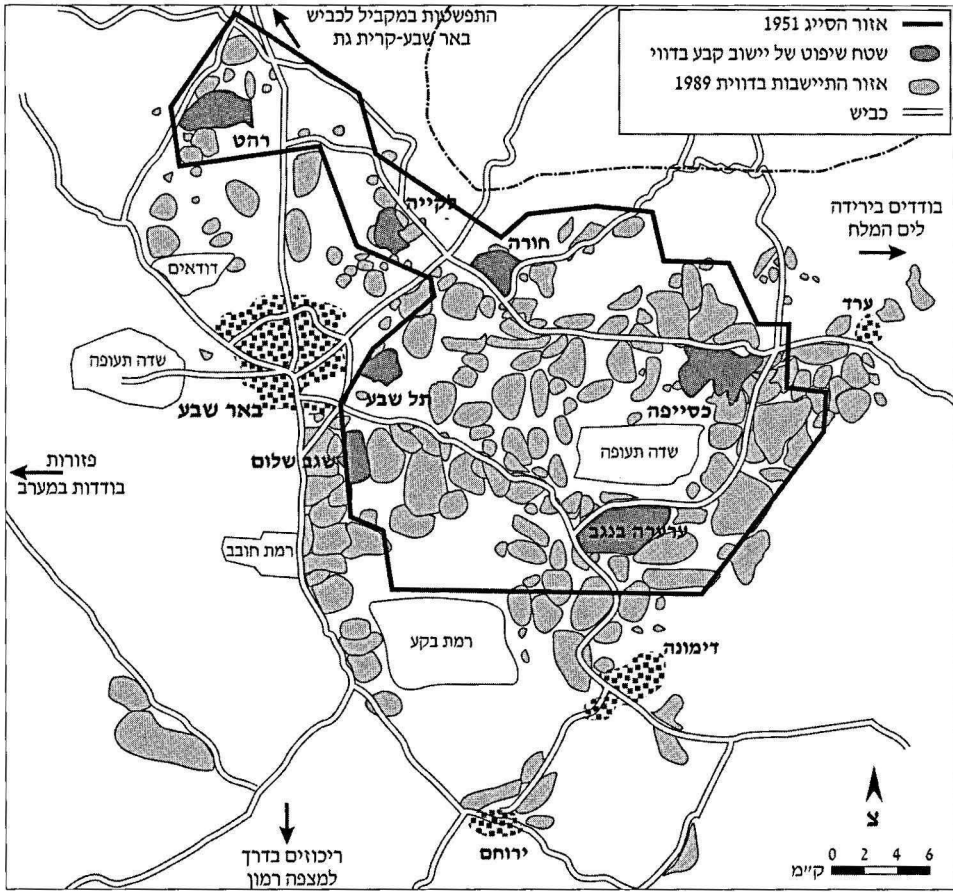 התפשטות במקביל לכביש
באר שבע-קרית גת
אזור הסייג 1951
שטח שיפוט של יישוב קבע בדווי
אזור התיישבות בדווית 1989
כביש
רהט
לקייה
חורה
בודדים בירידה
לים המלח
דודאים
ערד
שדה תעופה
תל שבע
כסייפה
באר שבע
שדה תעופה
שגב שלום
פזורות
בודדות במערב
ערערה בנגב
רמת חובב
רמת בקע
דימונה
ירוחם
ריכוזים בדרך
למצפה רמון
צ
0 2 4 6
ק"מ